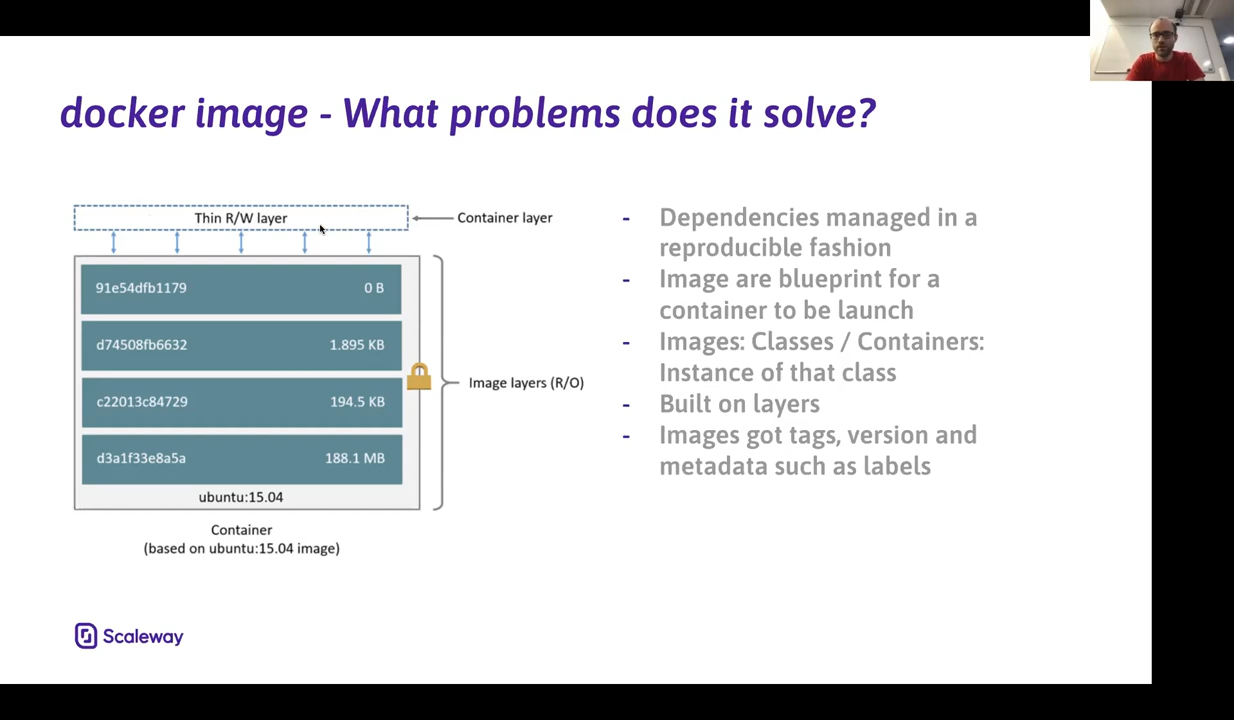 docker image - What problems does it solve?
Thin R/W layer
Container layer
91e54dfb1179 0 B
d74508fb6632 1.895 KB
c22013c84729 194.5 KB
d3a1f33e8a5a 188.1 MB
ubuntu:15.04
Image layers (R/O)
Container
(based on ubuntu:15.04 image)
- Dependencies managed in a
reproducible fashion
- Image are blueprint for a
container to be launch
- Images: Classes / Containers:
Instance of that class
- Built on layers
- Images got tags, version and
metadata such as labels
Scaleway